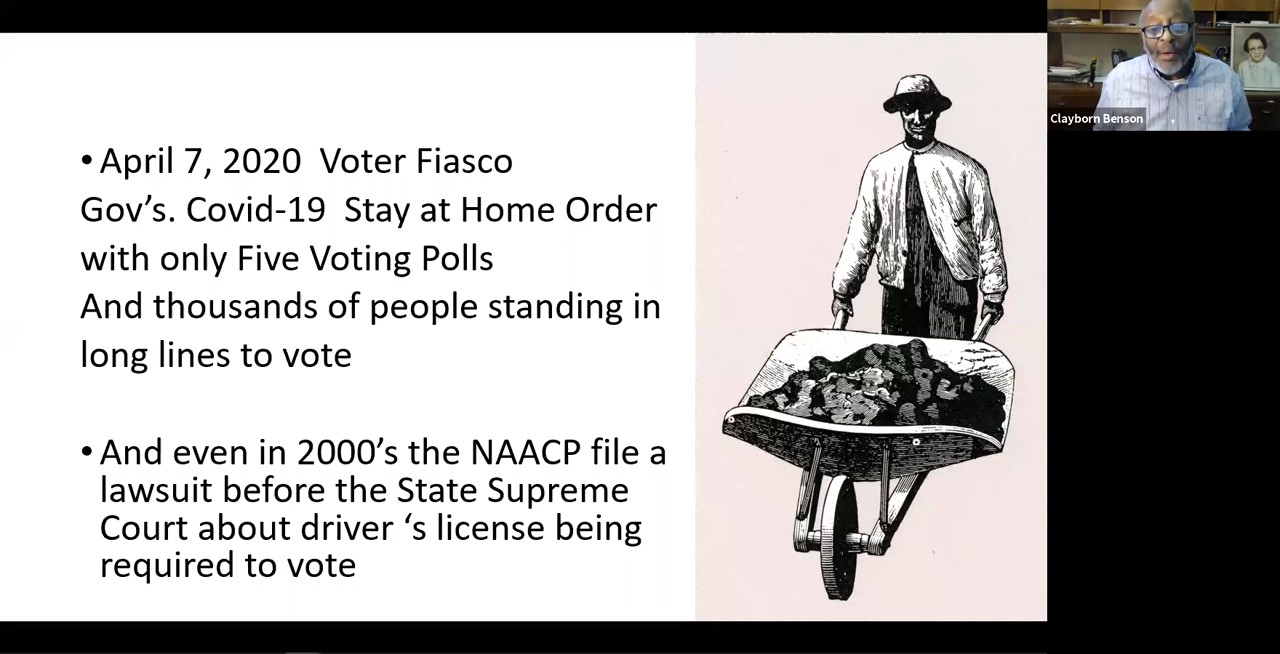 • April 7, 2020  Voter Fiasco
Gov’s. Covid-19  Stay at Home Order
with only Five Voting Polls
And thousands of people standing in
long lines to vote
• And even in 2000’s the NAACP file a
lawsuit before the State Supreme
Court about driver ‘s license being
required to vote
Clayborn Benson